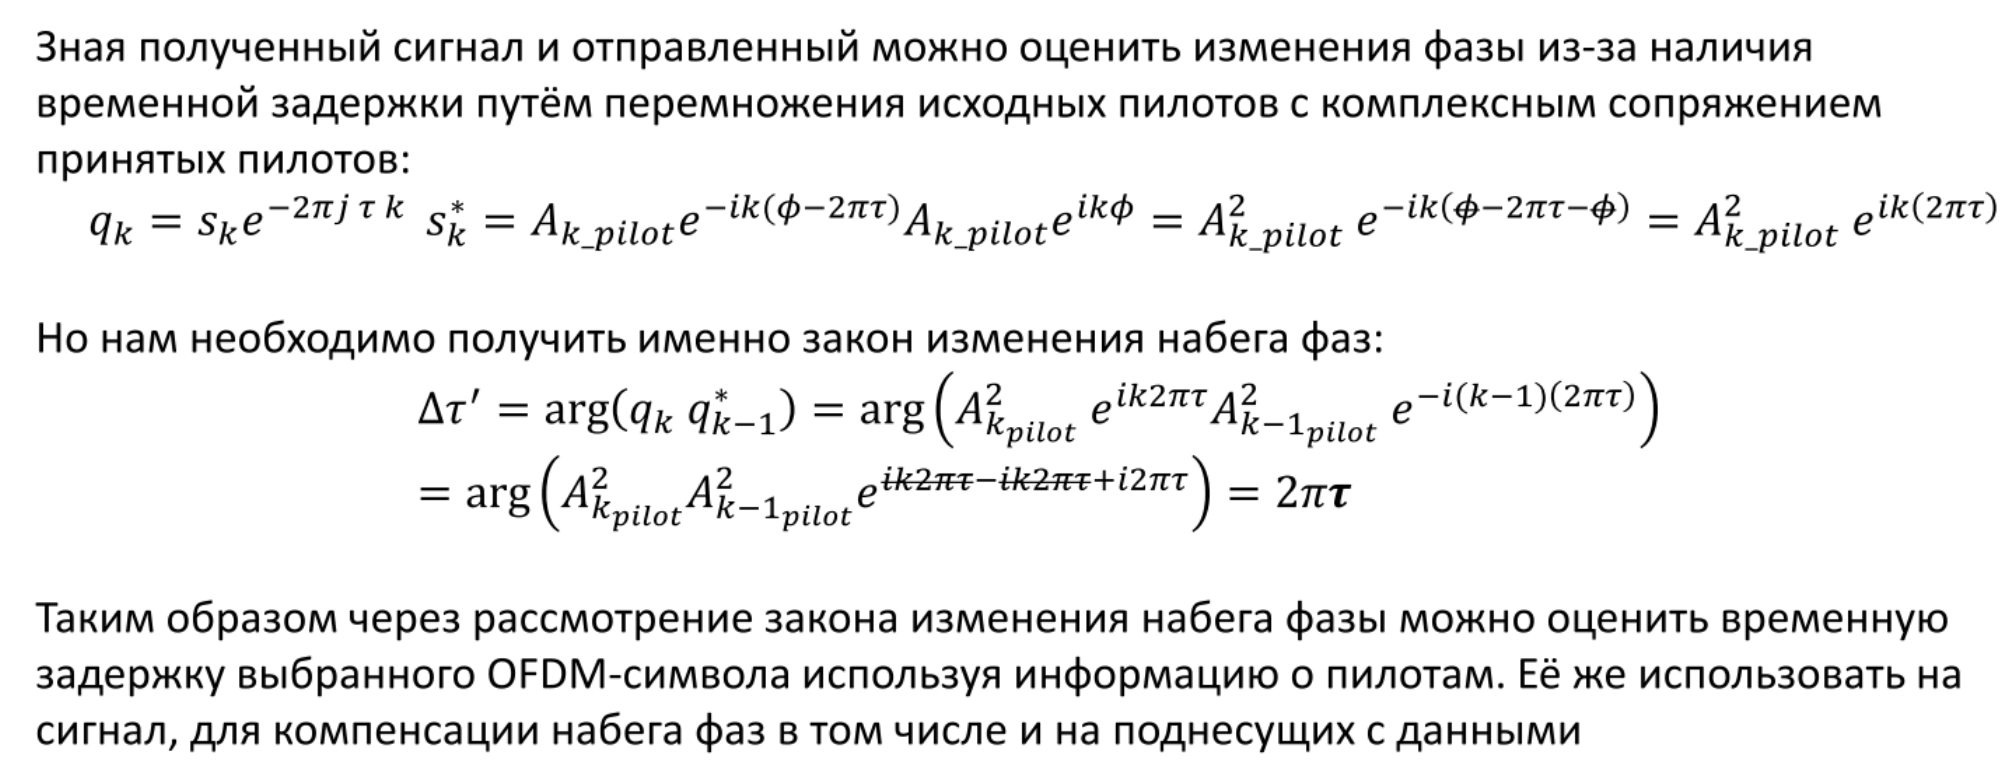 Зная полученный сигнал и отправленный можно оценить изменения фазы из-за наличия
временной задержки путём перемножения исходных пилотов с комплексным сопряжением
принятых пилотов:
$q_k = s_k e^{-2\pi j \tau k} \; s_k^* = A_{k\_pilot} e^{-ik(\phi - 2\pi\tau)} A_{k\_pilot} e^{ik\phi} = A_{k\_pilot}^2 \, e^{-ik(\cancel{\phi} - 2\pi\tau - \cancel{\phi})} = A_{k\_pilot}^2 \, e^{ik(2\pi\tau)}$
Но нам необходимо получить именно закон изменения набега фаз:
$\Delta\tau' = \arg(q_k \, q_{k-1}^*) = \arg\left(A_{k_{pilot}}^2 \, e^{ik2\pi\tau} A_{k-1_{pilot}}^2 \, e^{-i(k-1)(2\pi\tau)}\right)$
$= \arg\left(A_{k_{pilot}}^2 A_{k-1_{pilot}}^2 e^{\cancel{ik2\pi\tau} - \cancel{ik2\pi\tau} + i2\pi\tau}\right) = 2\pi\boldsymbol{\tau}$
Таким образом через рассмотрение закона изменения набега фазы можно оценить временную
задержку выбранного OFDM-символа используя информацию о пилотам. Её же использовать на
сигнал, для компенсации набега фаз в том числе и на поднесущих с данными